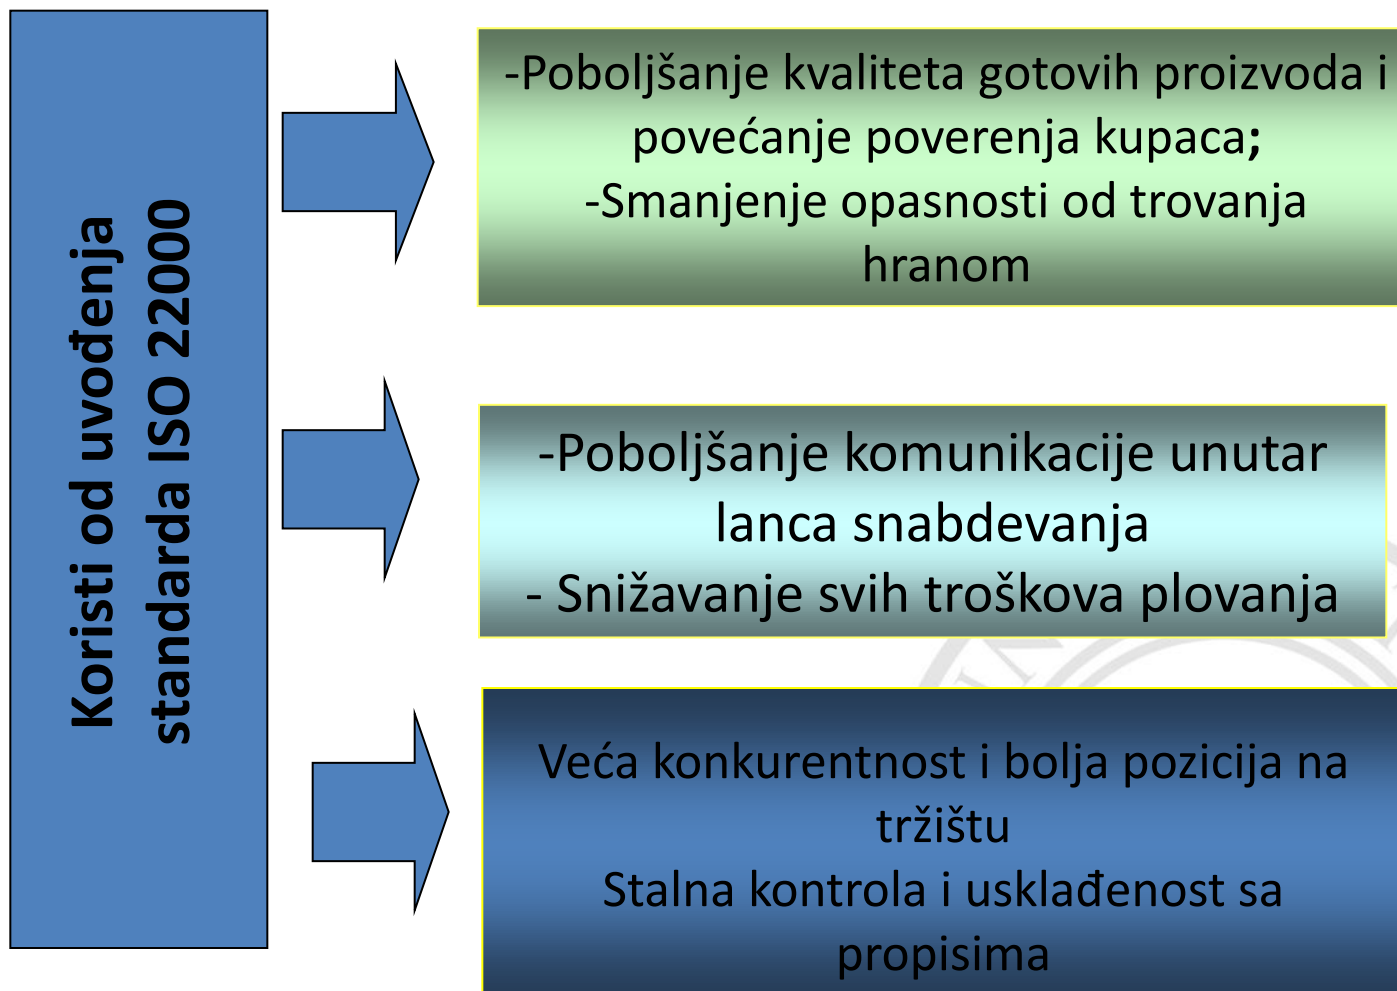 Koristi od uvođenja
standarda ISO 22000
-Poboljšanje kvaliteta gotovih proizvoda i
povećanje poverenja kupaca;
-Smanjenje opasnosti od trovanja
hranom
-Poboljšanje komunikacije unutar
lanca snabdevanja
- Snižavanje svih troškova plovanja
Veća konkurentnost i bolja pozicija na
tržištu
Stalna kontrola i usklađenost sa
propisima